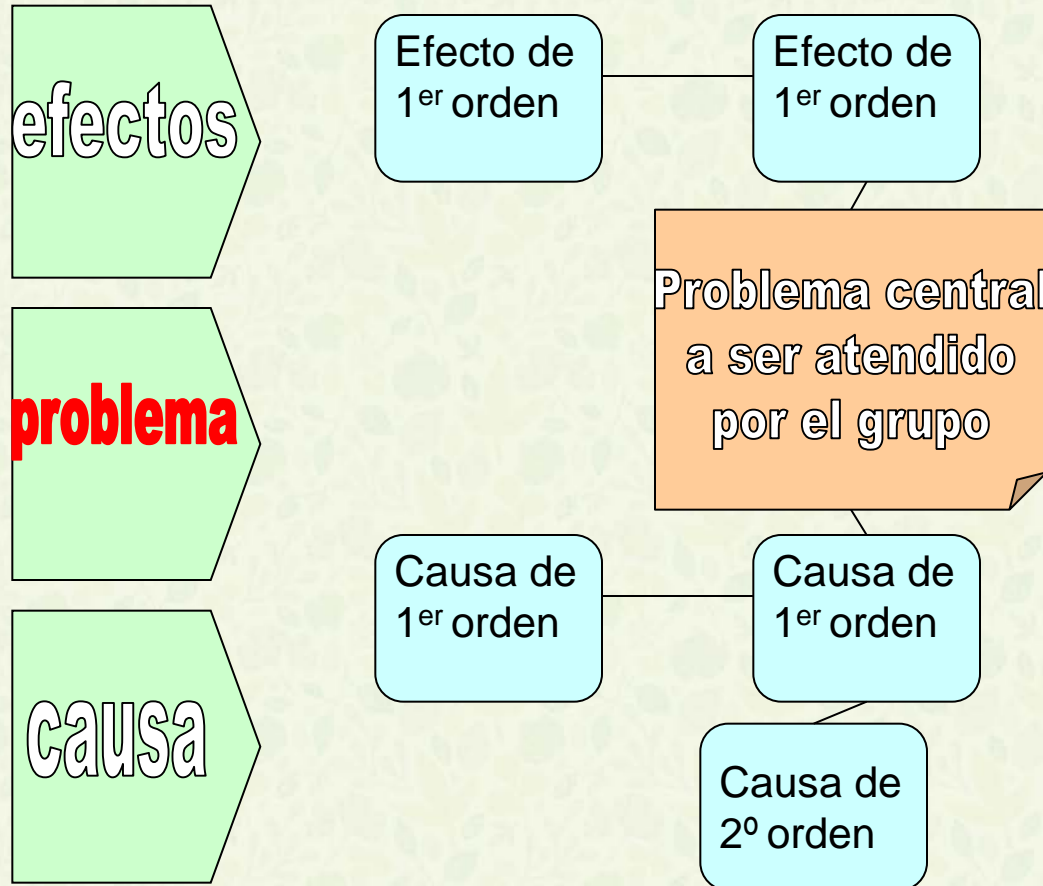 efectos
Efecto de
1er orden
Efecto de
1er orden
problema
Problema central
a ser atendido
por el grupo
causa
Causa de
1er orden
Causa de
1er orden
Causa de
2º orden